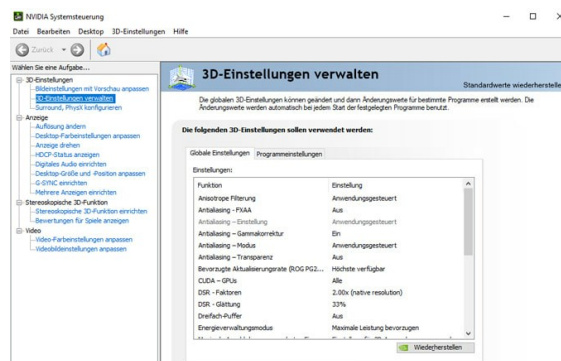 NVIDIA Systemsteuerung
Datei Bearbeiten Desktop 3D-Einstellungen Hilfe
Zurück
Wählen Sie eine Aufgabe...
3D-Einstellungen
Bildeinstellungen mit Vorschau anpassen
3D-Einstellungen verwalten
Surround, PhysX konfigurieren
Anzeige
Auflösung ändern
Desktop-Farbeinstellungen anpassen
Anzeige drehen
HDCP-Status anzeigen
Digitales Audio einrichten
Desktop-Größe und -Position anpassen
G-SYNC einrichten
Mehrere Anzeigen einrichten
Stereoskopische 3D-Funktion
Stereoskopische 3D-Funktion einrichten
Bewertungen für Spiele anzeigen
Video
Video-Farbeinstellungen anpassen
Videobildeinstellungen anpassen
3D-Einstellungen verwalten
Standardwerte wiederherstelle
Die globalen 3D-Einstellungen können geändert und dann Änderungswerte für bestimmte Programme erstellt werden. Die
Änderungswerte werden automatisch bei jedem Start der festgelegten Programme benutzt.
Die folgenden 3D-Einstellungen sollen verwendet werden:
Globale Einstellungen Programmeinstellungen
Einstellungen:
Funktion Einstellung
Anisotrope Filterung Anwendungsgesteuert
Antialiasing - FXAA Aus
Antialiasing – Einstellung Anwendungsgesteuert
Antialiasing – Gammakorrektur Ein
Antialiasing – Modus Anwendungsgesteuert
Antialiasing – Transparenz Aus
Bevorzugte Aktualisierungsrate (ROG PG2... Höchste verfügbar
CUDA – GPUs Alle
DSR - Faktoren 2.00x (native resolution)
DSR - Glättung 33%
Dreifach-Puffer Aus
Energieverwaltungsmodus Maximale Leistung bevorzugen
Wiederherstellen